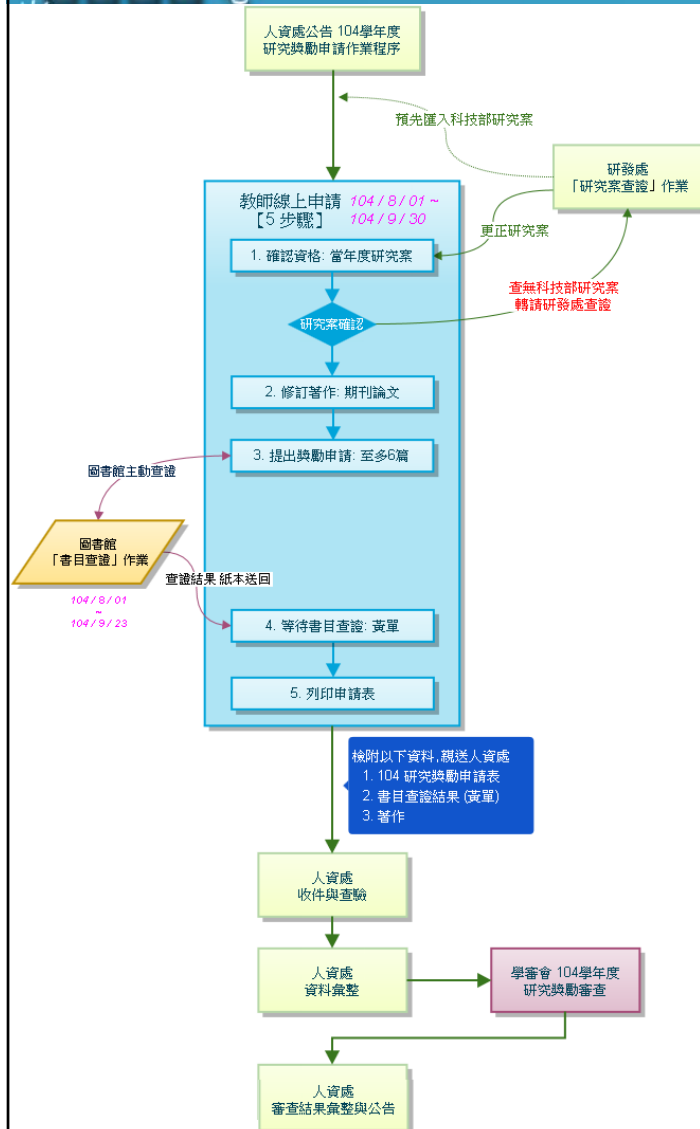 人資處公告 104學年度
研究獎勵申請作業程序
預先匯入科技部研究案
研發處
「研究案查證」作業
教師線上申請 104 / 8 / 01 ~
【5 步驟】 104 / 9 / 30
更正研究案
1. 確認資格: 當年度研究案
查無科技部研究案
轉請研發處查證
研究案確認
2. 修訂著作: 期刊論文
3. 提出獎勵申請: 至多6篇
圖書館主動查證
圖書館
「書目查證」作業
查證結果 紙本送回
104 / 8 / 01
~
104 / 9 / 23
4. 等待書目查證: 黃單
5. 列印申請表
檢附以下資料,親送人資處
1. 104 研究獎勵申請表
2. 書目查證結果 (黃單)
3. 著作
人資處
收件與查驗
人資處
資料彙整
學審會 104學年度
研究獎勵審查
人資處
審查結果彙整與公告